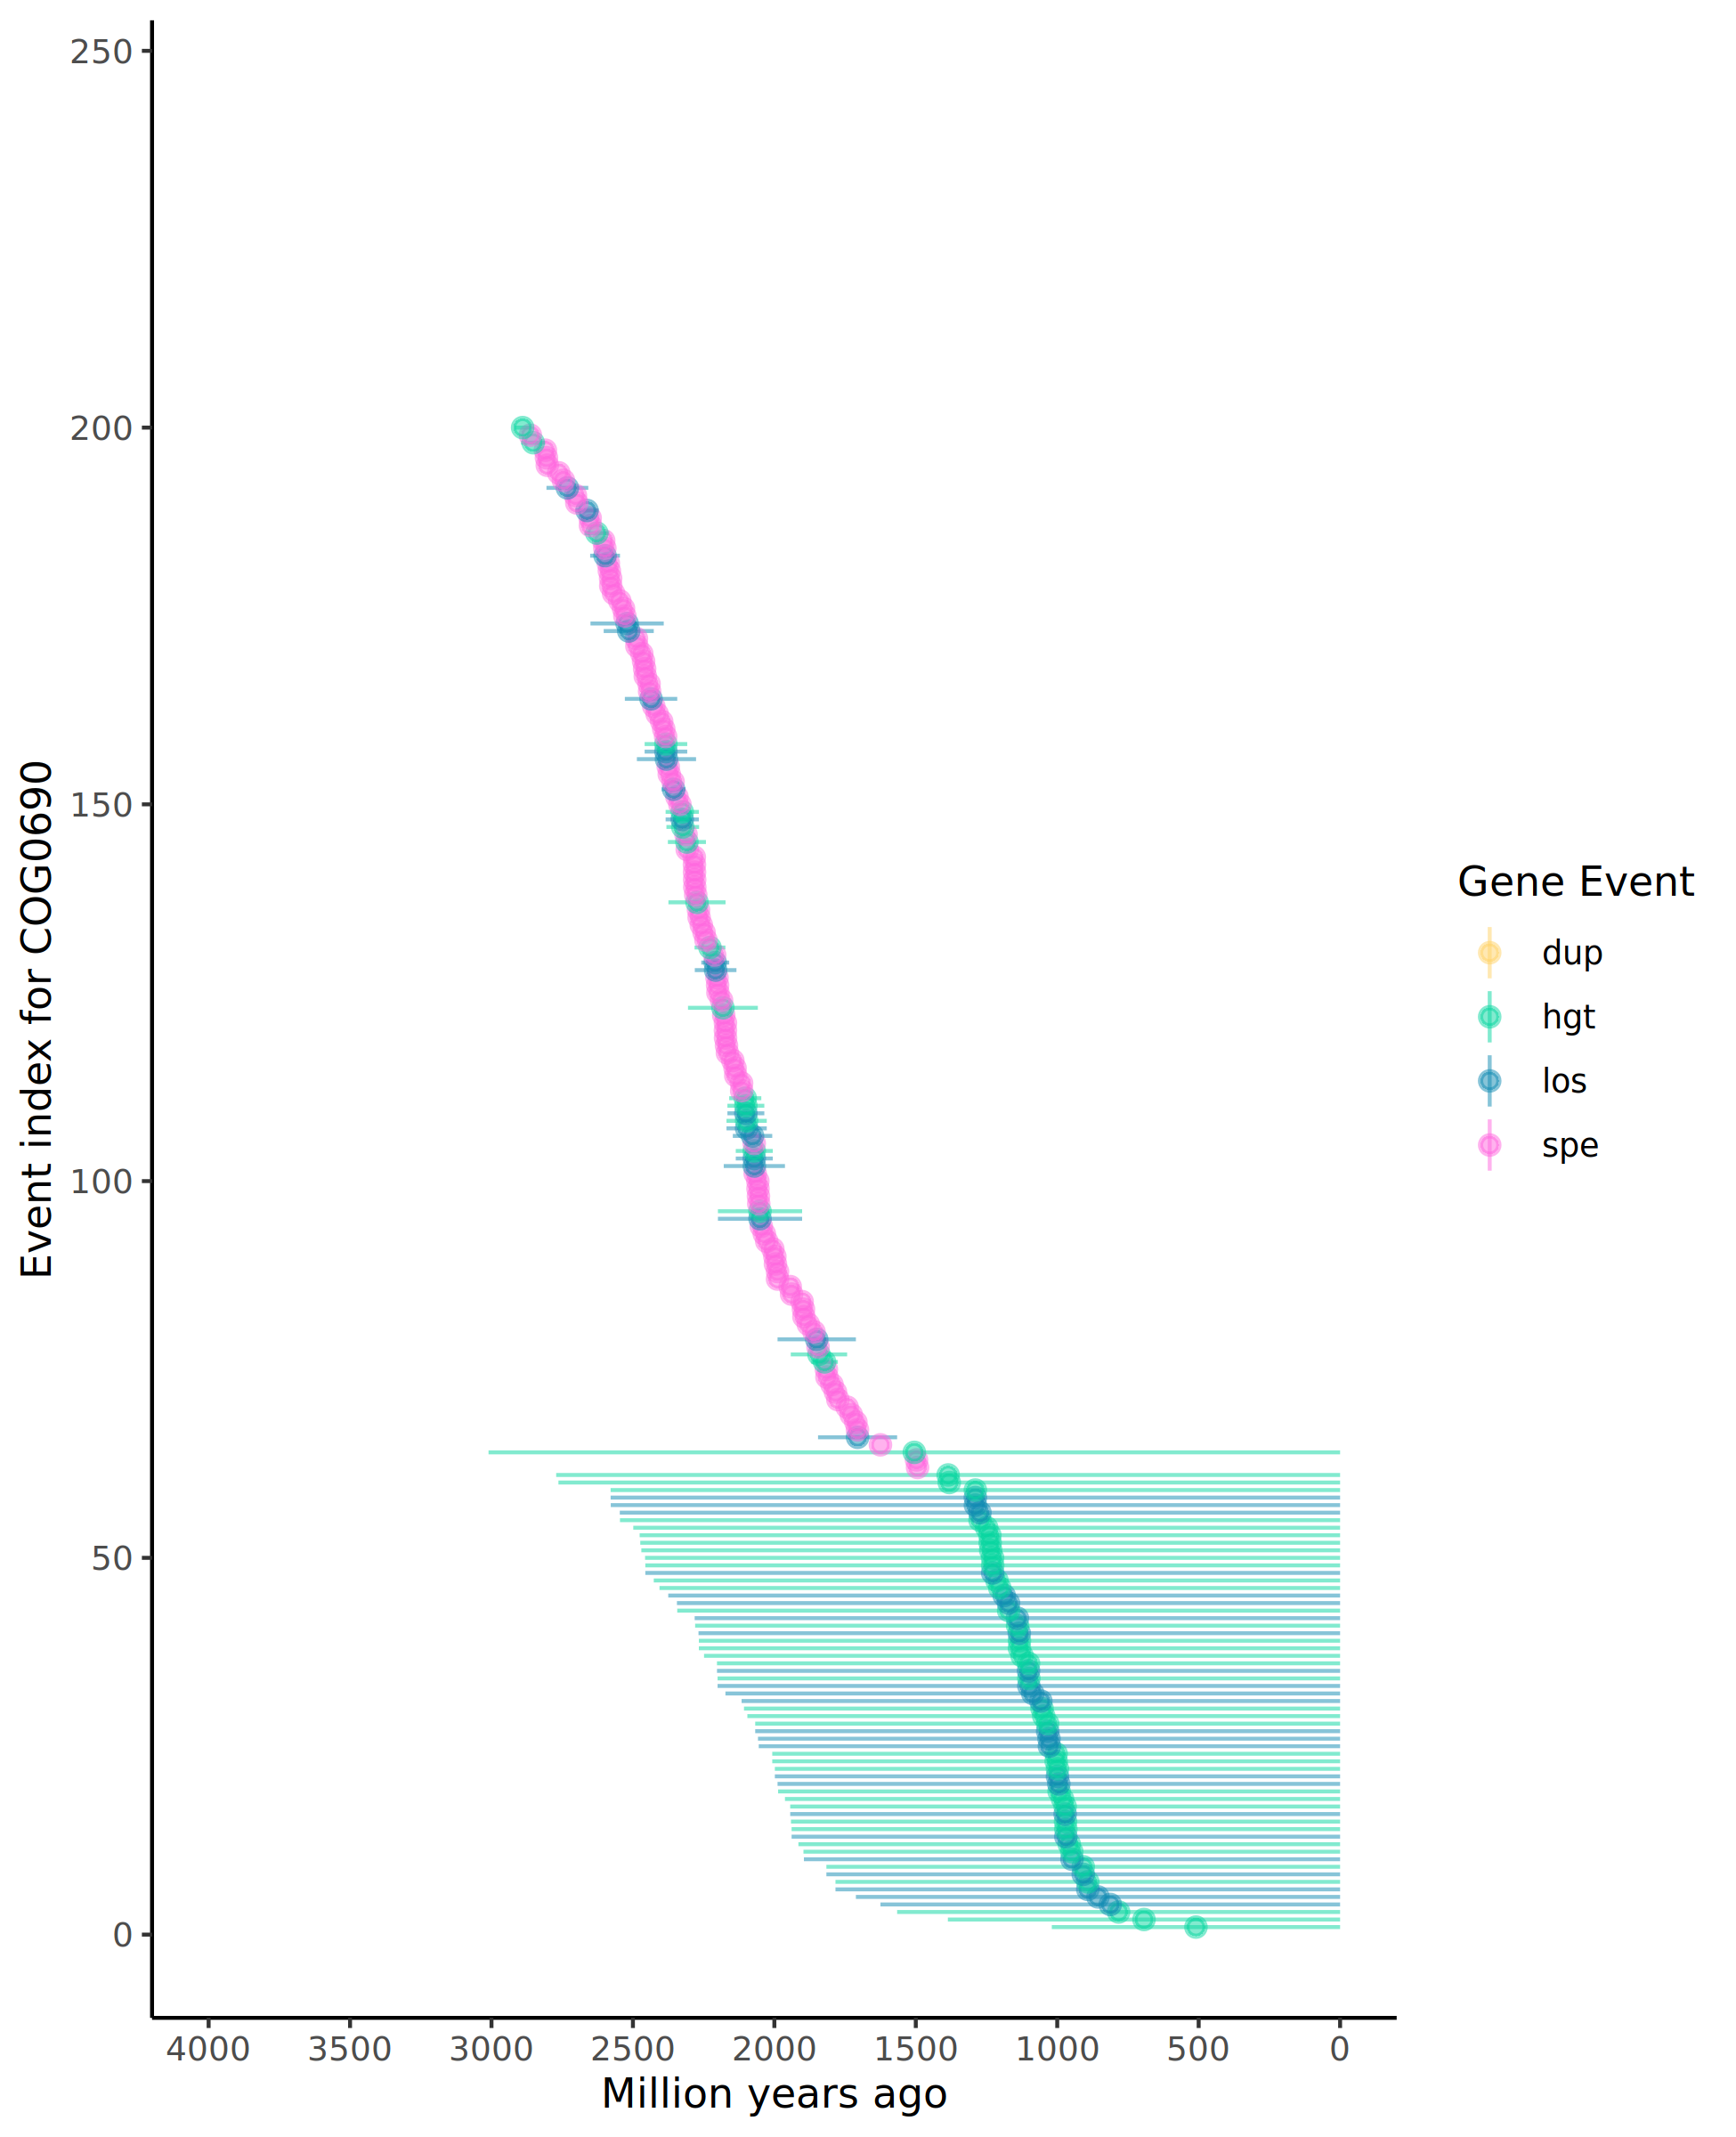 250
200
150
100
50
0
Event index for COG0690
4000 3500 3000 2500 2000 1500 1000 500 0
Million years ago
Gene Event
dup
hgt
los
spe